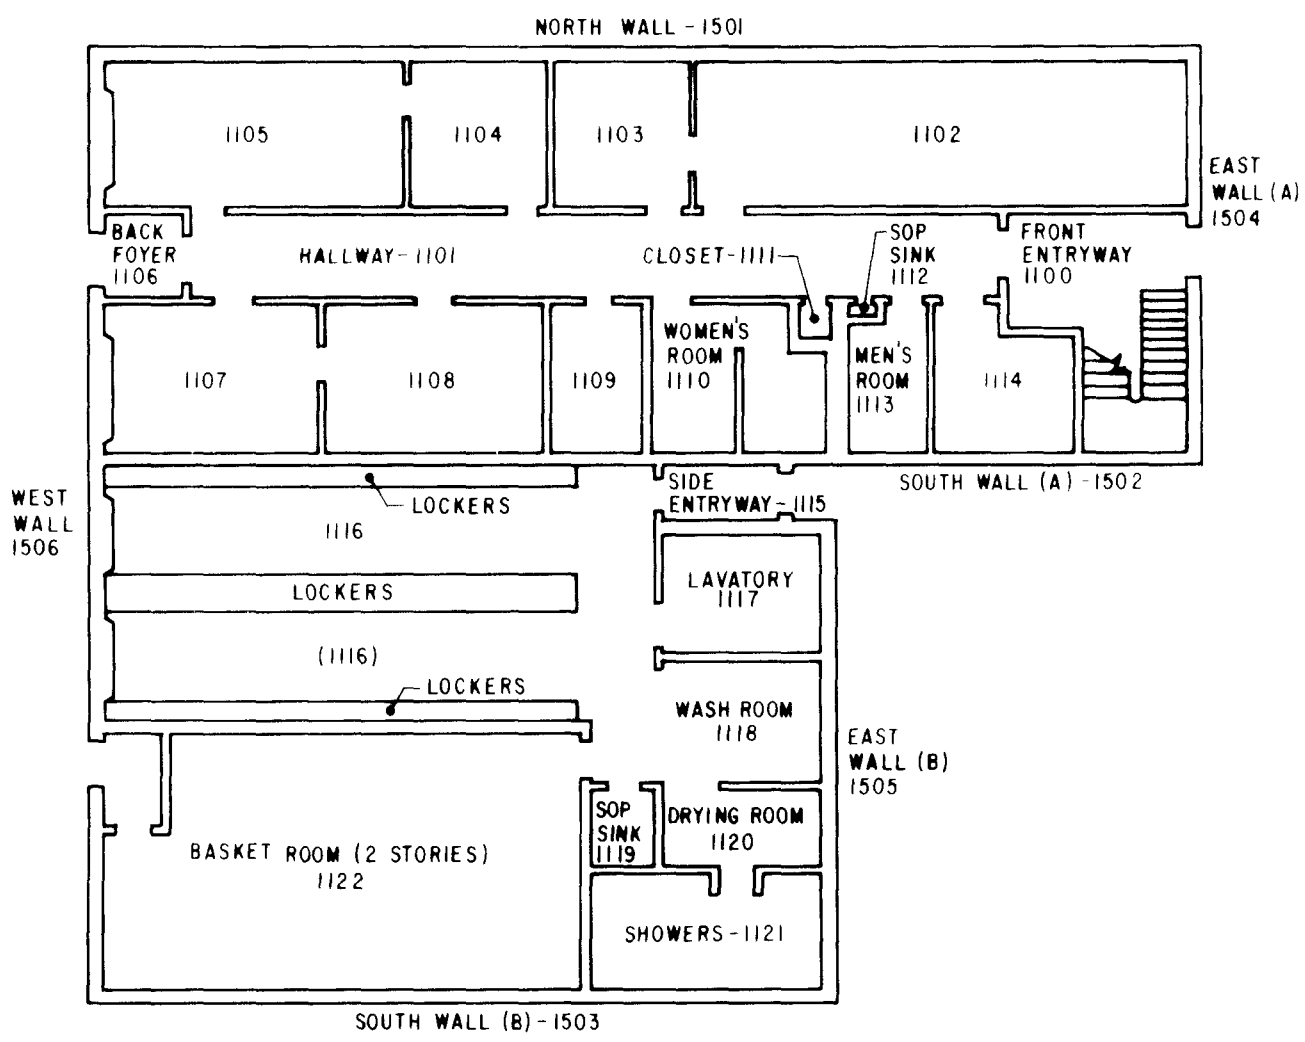 NORTH WALL - 1501
1105
1104
1103
1102
EAST
WALL (A)
1504
BACK
FOYER
1106
HALLWAY - 1101
CLOSET - 1111
SOP
SINK
1112
FRONT
ENTRYWAY
1100
1107
1108
1109
WOMEN'S
ROOM
1110
MEN'S
ROOM
1113
1114
WEST
WALL
1506
LOCKERS
1116
SIDE
ENTRYWAY - 1115
SOUTH WALL (A) - 1502
LOCKERS
LAVATORY
1117
(1116)
LOCKERS
WASH ROOM
1118
EAST
WALL (B)
1505
SOP
SINK
1119
DRYING ROOM
1120
BASKET ROOM (2 STORIES)
1122
SHOWERS - 1121
SOUTH WALL (B) - 1503